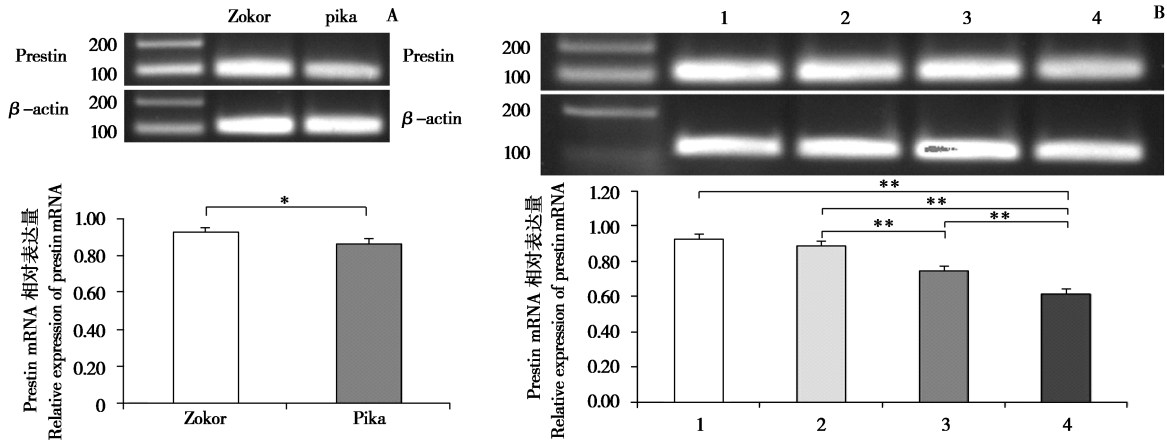 Zokor pika A
Prestin 200
100
β-actin 200
100
Prestin mRNA 相对表达量
Relative expression of prestin mRNA
1.00
0.80
0.60
0.40
0.20
0
*
Zokor Pika
1 2 3 4 B
Prestin 200
100
β-actin 200
100
Prestin mRNA 相对表达量
Relative expression of prestin mRNA
1.20
1.00
0.80
0.60
0.40
0.20
0.00
**
**
** **
1 2 3 4